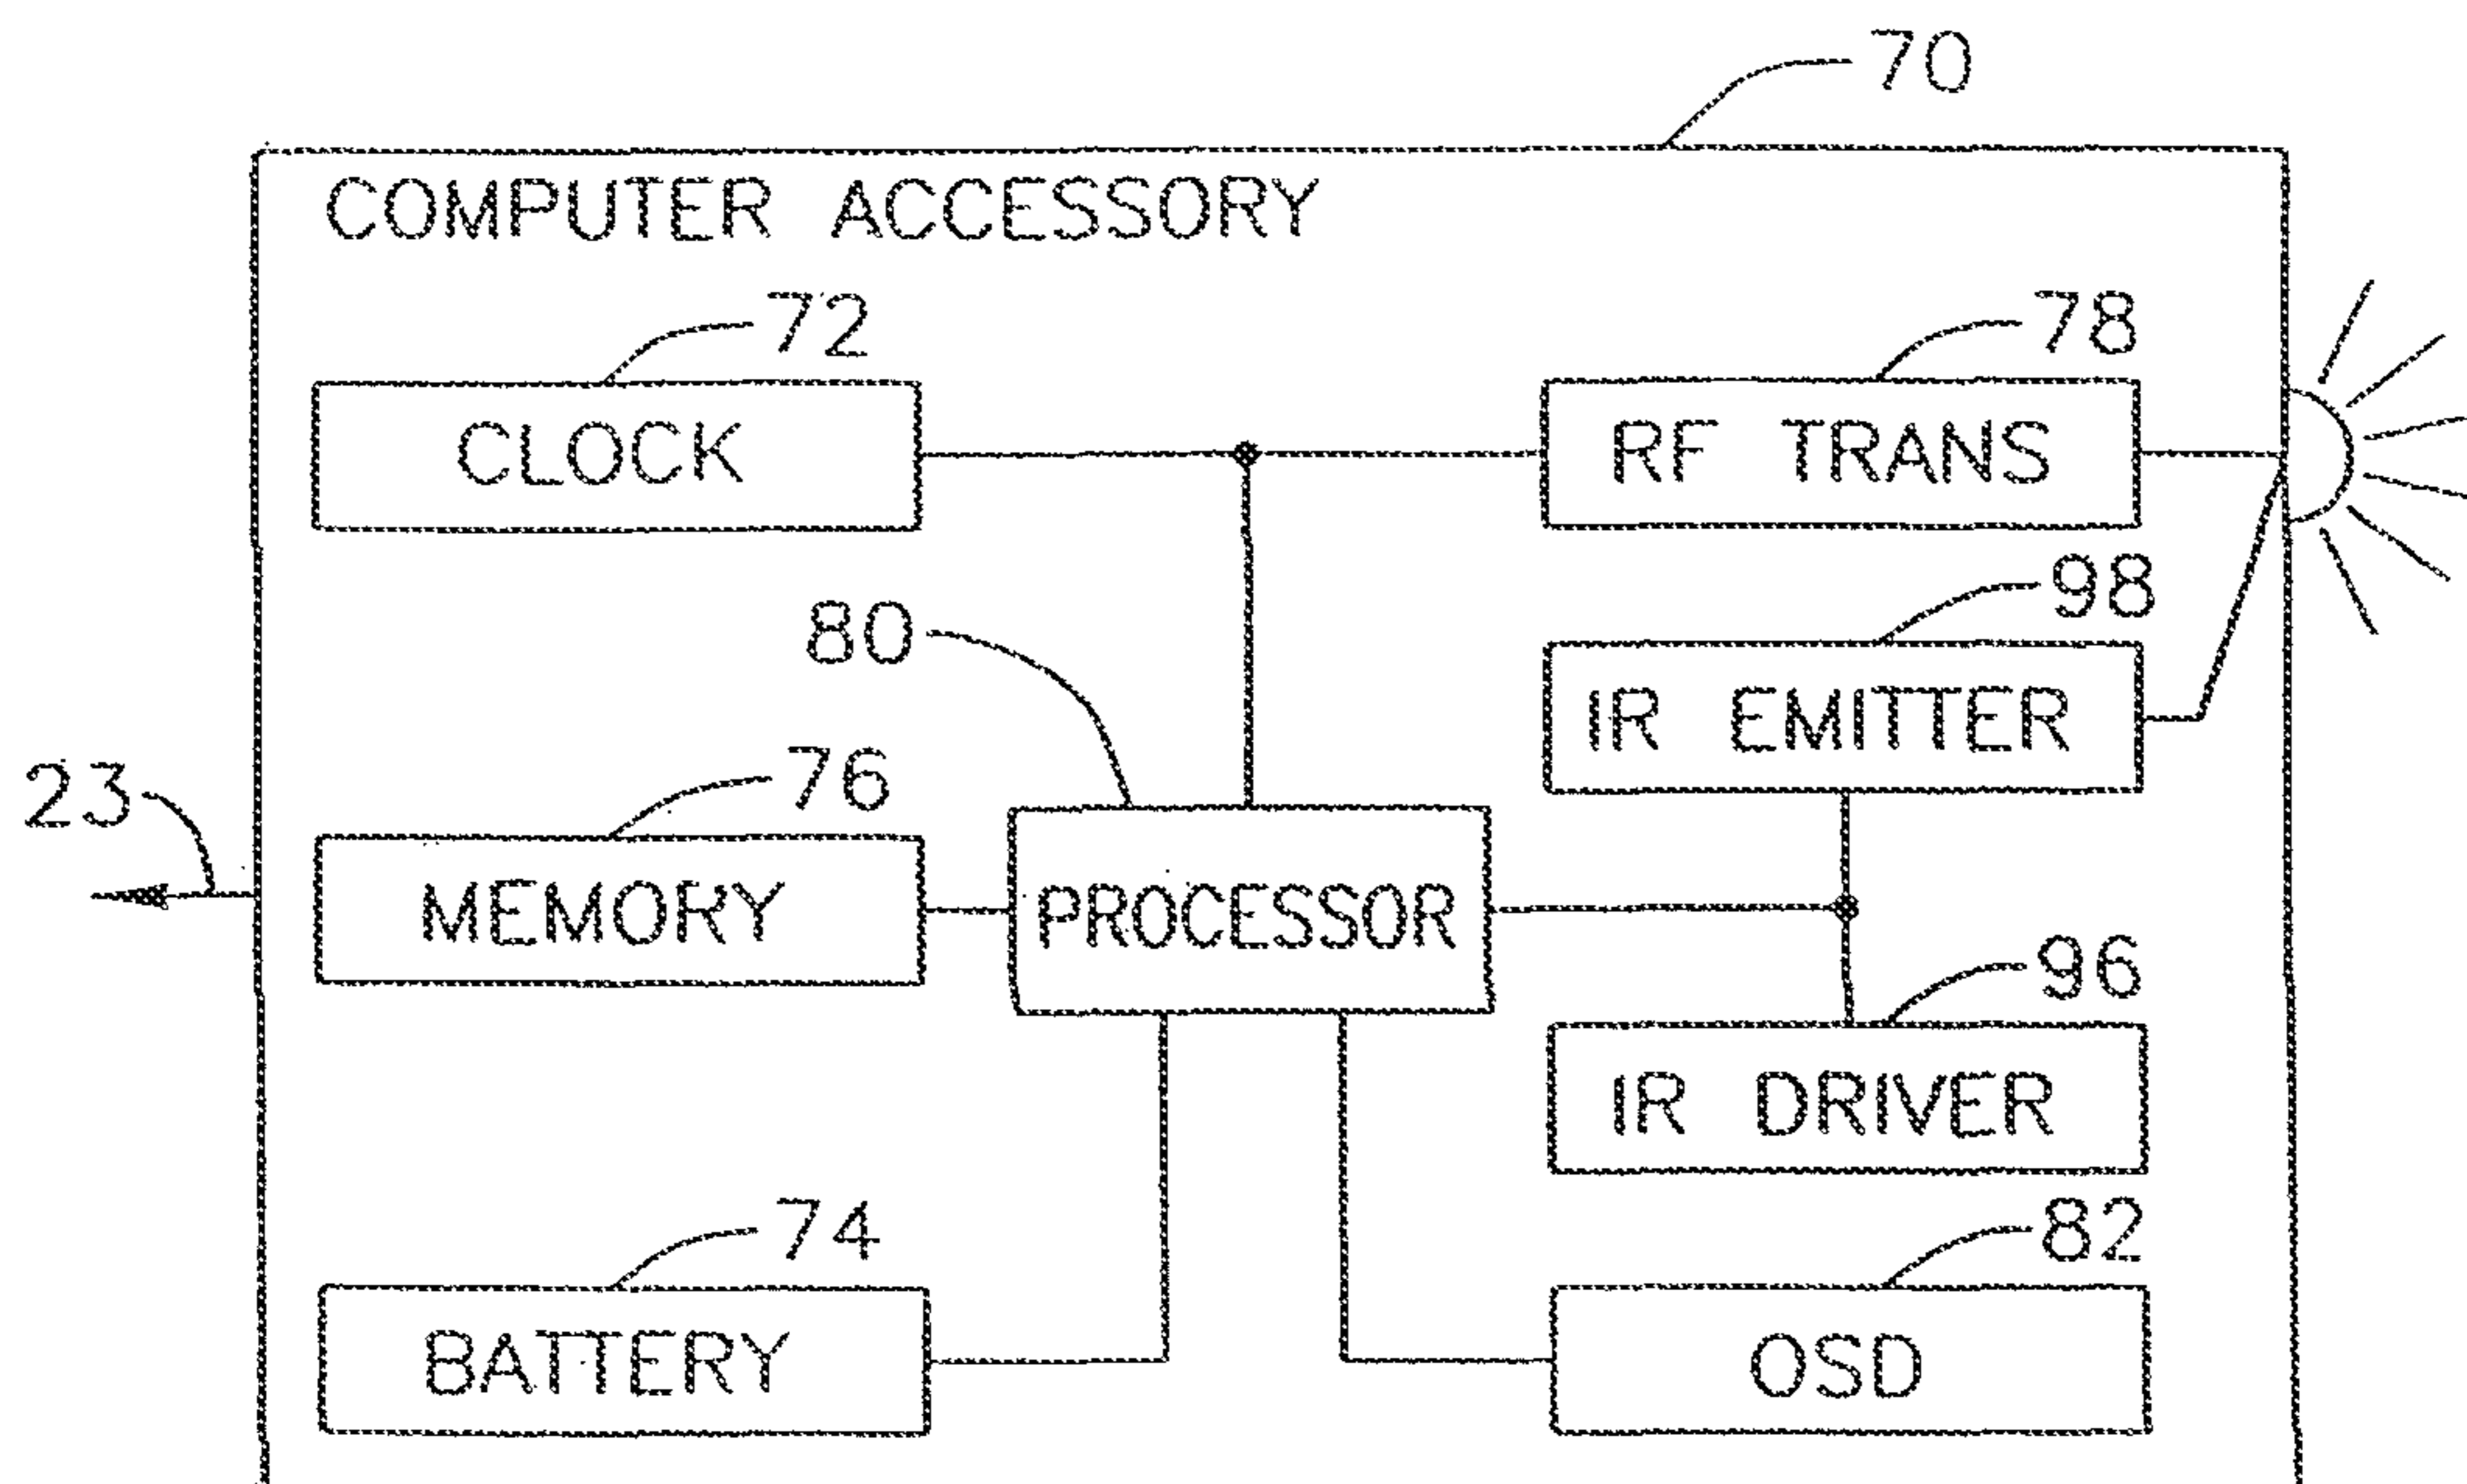 70
COMPUTER ACCESSORY
72
78
CLOCK
RF TRANS
98
80
IR EMITTER
76
23
MEMORY
PROCESSOR
96
IR DRIVER
74
82
BATTERY
OSD